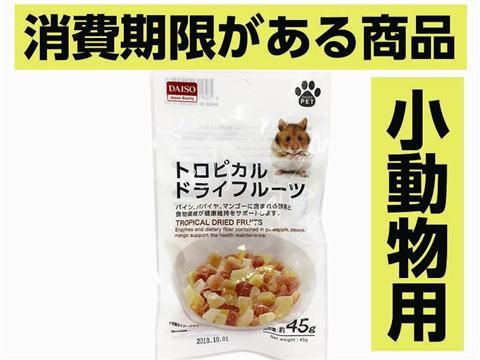 消費期限がある商品
小動物用
DAISO
Japan Quality
PET
トロピカル
ドライフルーツ
パイン、パパイヤ、マンゴーに含まれる酵素と
食物繊維が健康維持をサポートします。
TROPICAL DRIED FRUITS
Enzymes and dietary fiber contained in pineapple, papaya,
mango support the health maintenance.
約45g
Net weight : 45g
2018.10.01